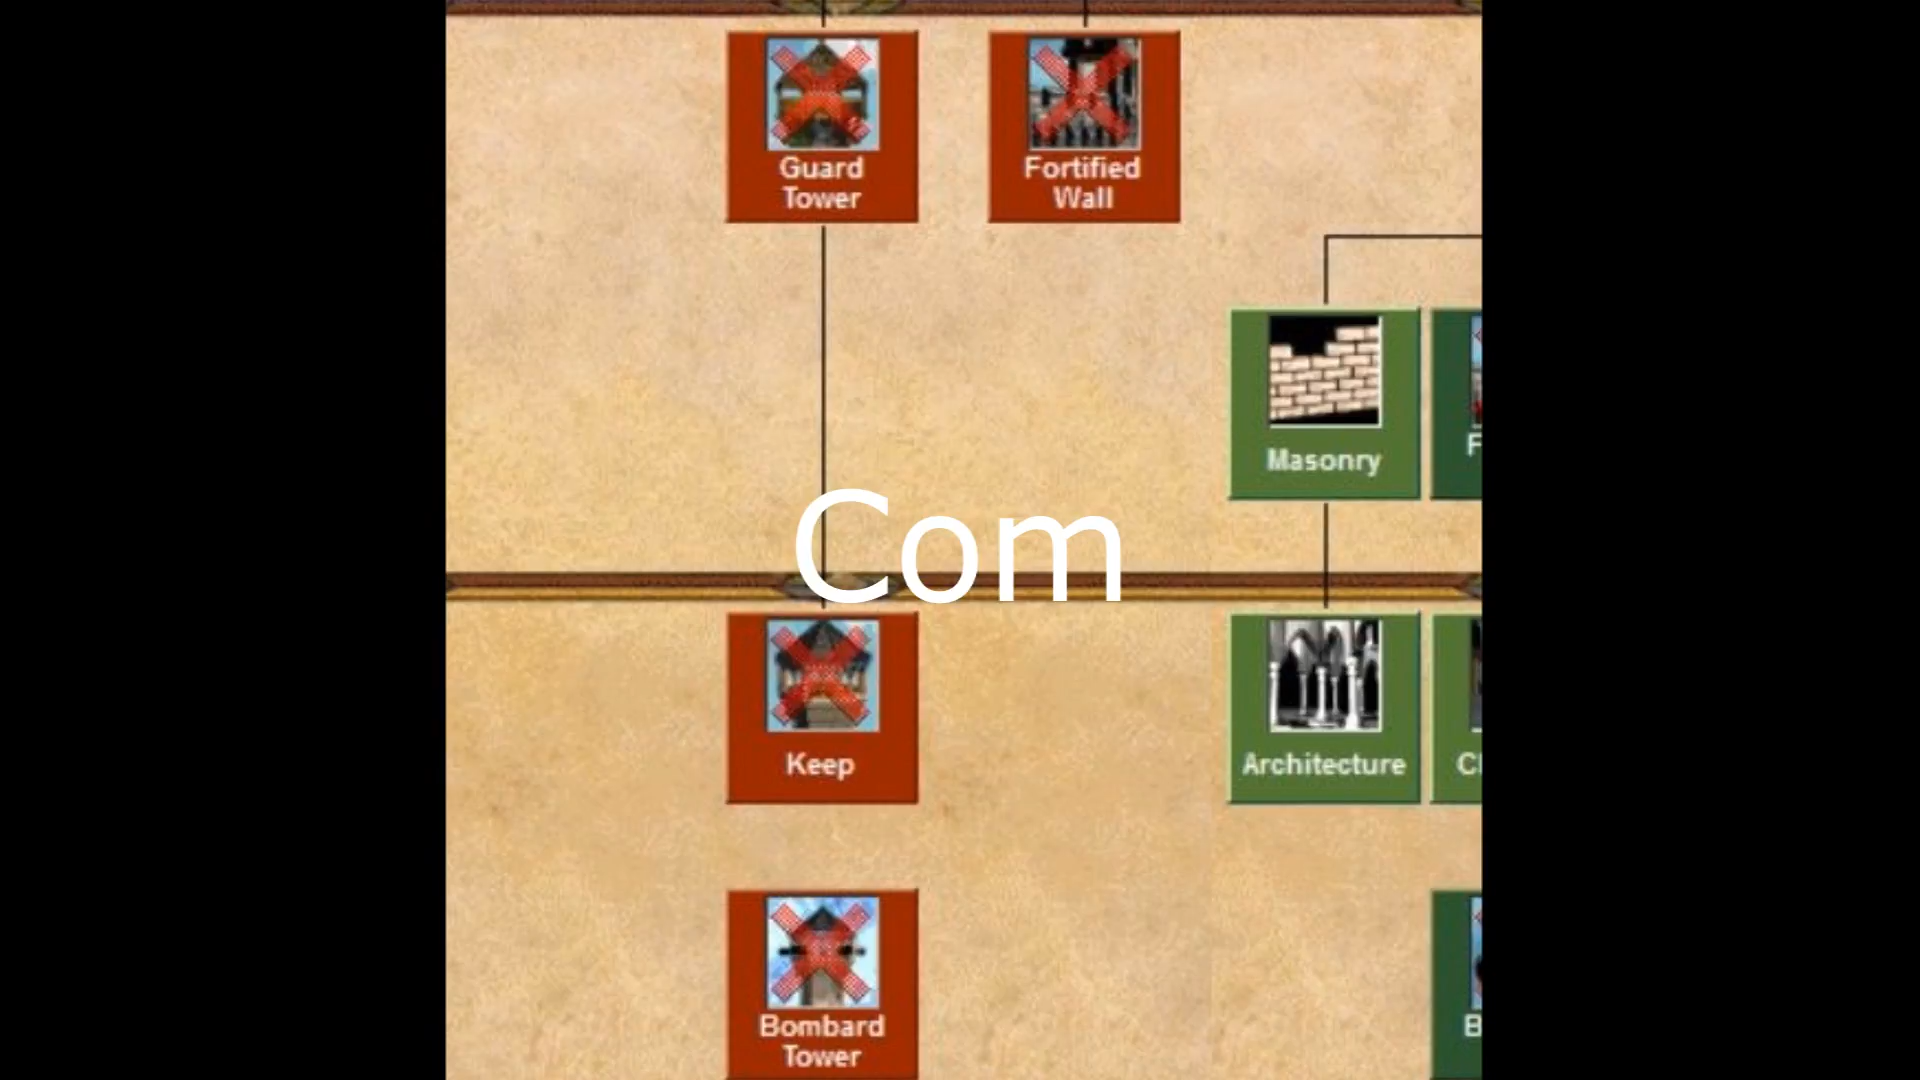 Guard
Tower
Fortified
Wall
Masonry
F
Com
Keep
Architecture
Bombard
Tower
B